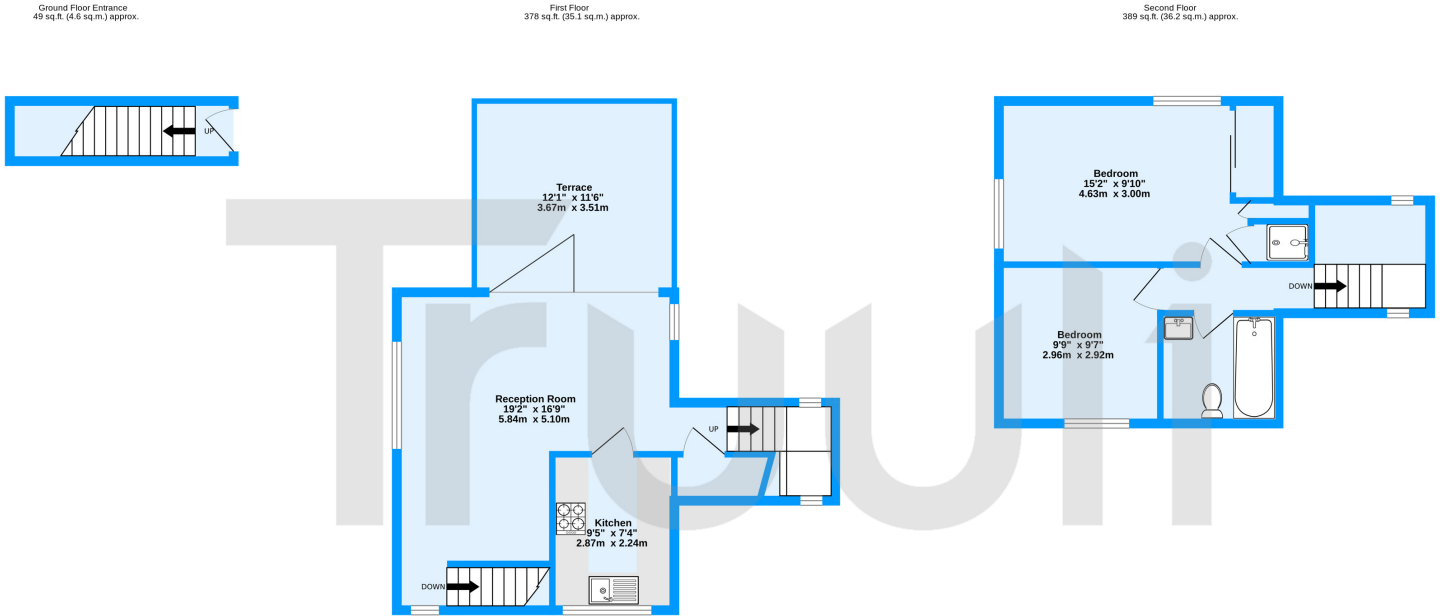 Ground Floor Entrance
49 sq.ft. (4.6 sq.m.) approx.
First Floor
378 sq.ft. (35.1 sq.m.) approx.
Second Floor
389 sq.ft. (36.2 sq.m.) approx.
UP
Terrace
12'1" x 11'6"
3.67m x 3.51m
Reception Room
19'2" x 16'9"
5.84m x 5.10m
UP
Kitchen
9'5" x 7'4"
2.87m x 2.24m
DOWN
Bedroom
15'2" x 9'10"
4.63m x 3.00m
DOWN
Bedroom
9'9" x 9'7"
2.96m x 2.92m
Truuli